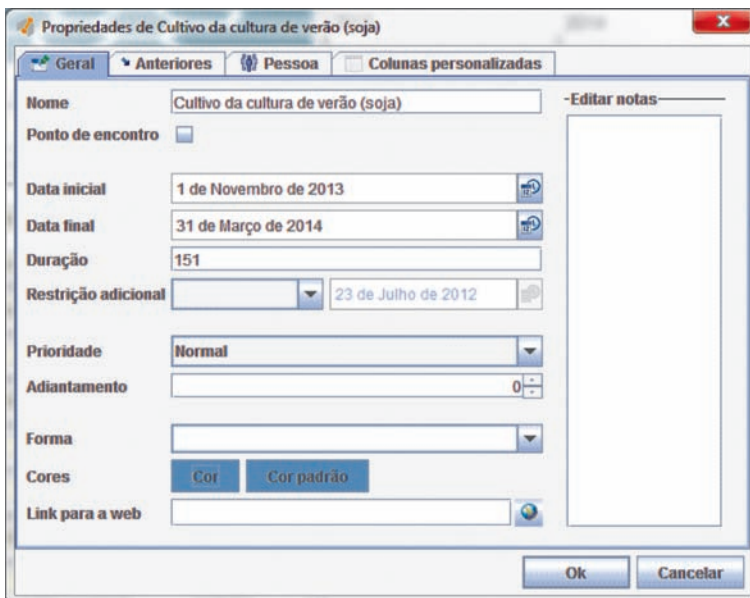 Propriedades de Cultivo da cultura de verão (soja)
Geral Anteriores Pessoa Colunas personalizadas
Nome Cultivo da cultura de verão (soja)
Editar notas
Ponto de encontro
Data inicial 1 de Novembro de 2013
Data final 31 de Março de 2014
Duração 151
Restrição adicional 23 de Julho de 2012
Prioridade Normal
Adiantamento 0
Forma
Cores Cor Cor padrão
Link para a web
Ok Cancelar